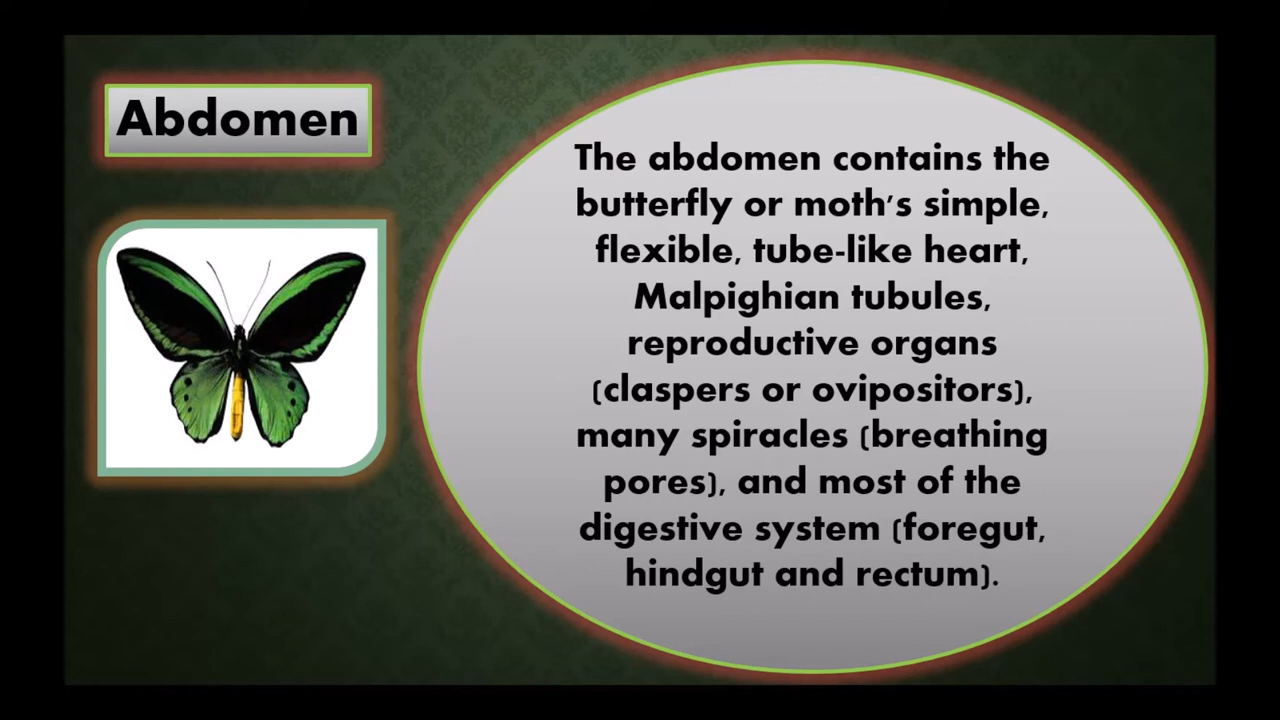 Abdomen
The abdomen contains the
butterfly or moth's simple,
flexible, tube-like heart,
Malpighian tubules,
reproductive organs
(claspers or ovipositors),
many spiracles (breathing
pores), and most of the
digestive system (foregut,
hindgut and rectum).